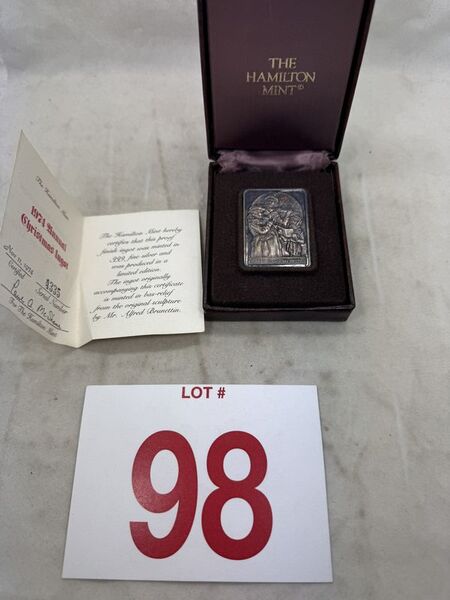 THE
HAMILTON
MINT®
The Hamilton Mint
1974 Annual
Christmas Ingot
8335
Serial Number
For The Hamilton Mint
The Hamilton Mint hereby
certifies that this proof
finish ingot was minted in
.999 fine silver and
was produced in a
limited edition.
The ingot originally
accompanying this certificate
is minted in bas-relief
from the original sculpture
by Mr. Alfred Brunettin.
LOT #
98